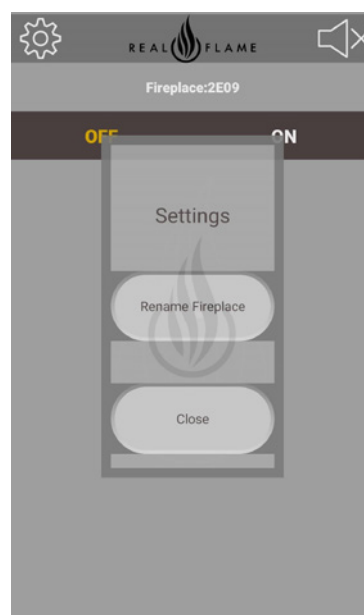 REAL FLAME
Fireplace:2E09
OFF ON
Settings
Rename Fireplace
Close